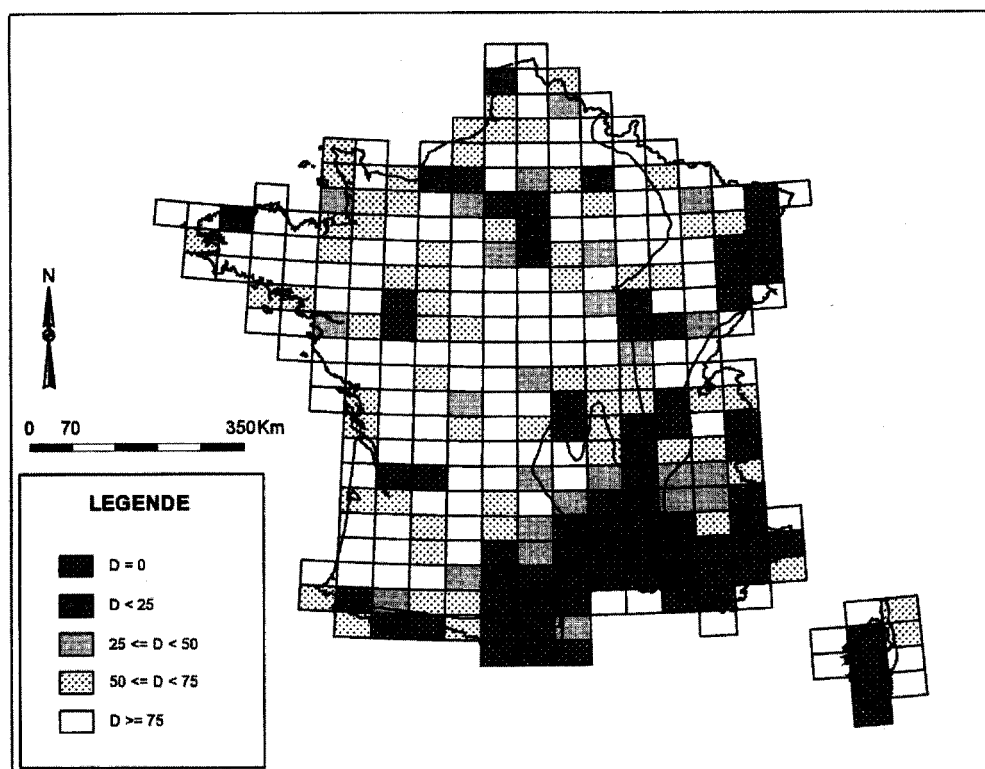 N
0 70 350Km
LEGENDE
D = 0
D < 25
25 <= D < 50
50 <= D < 75
D >= 75